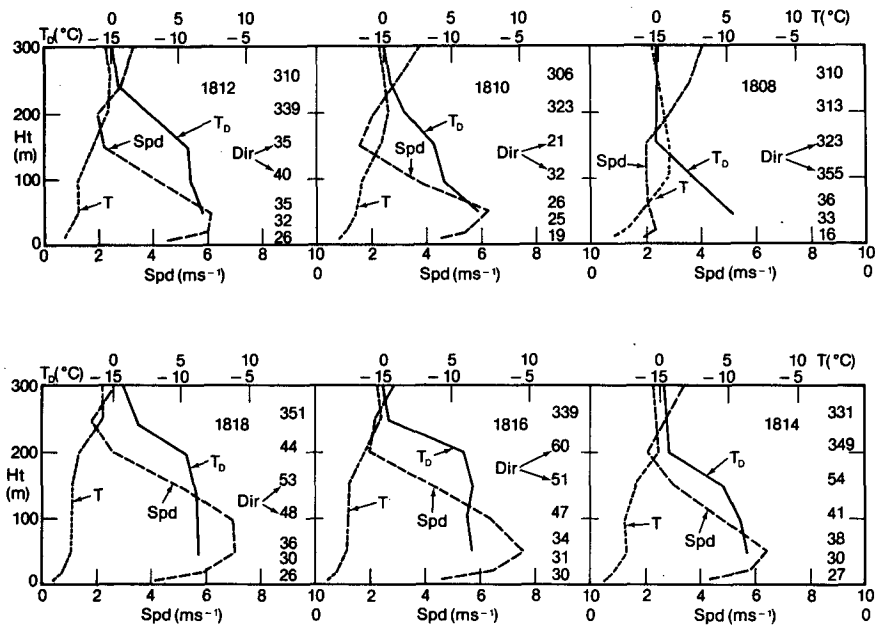 0 5 10 0 5 10 0 5 10 T(°C)
T_D(°C) –15 –10 –5 –15 –10 –5 –15 –10 –5
300 310 306 310
1812 1810 1808
339 323 313
200 T_D T_D
Ht (m) Spd Dir 35 21 Dir 323
Spd Dir Spd T_D
100 40 32 355
T T T
35 26 36
32 25 33
0 26 19 16
2 4 6 8 10 2 4 6 8 10 2 4 6 8 10
Spd (ms⁻¹) 0 Spd (ms⁻¹) 0 Spd (ms⁻¹)
0 5 10 0 5 10 0 5 10 T(°C)
T_D(°C) –15 –10 –5 –15 –10 –5 –15 –10 –5
300 351 339 331
1818 1816 1814
200 44 T_D 60 349
T_D Dir T_D
Ht (m) 53 51 54
T Dir T Spd
100 Spd 48 Spd 47 T Spd 41
36 34 38
30 31 30
0 26 30 27
2 4 6 8 10 2 4 6 8 10 2 4 6 8 10
Spd (ms⁻¹) 0 Spd (ms⁻¹) 0 Spd (ms⁻¹)